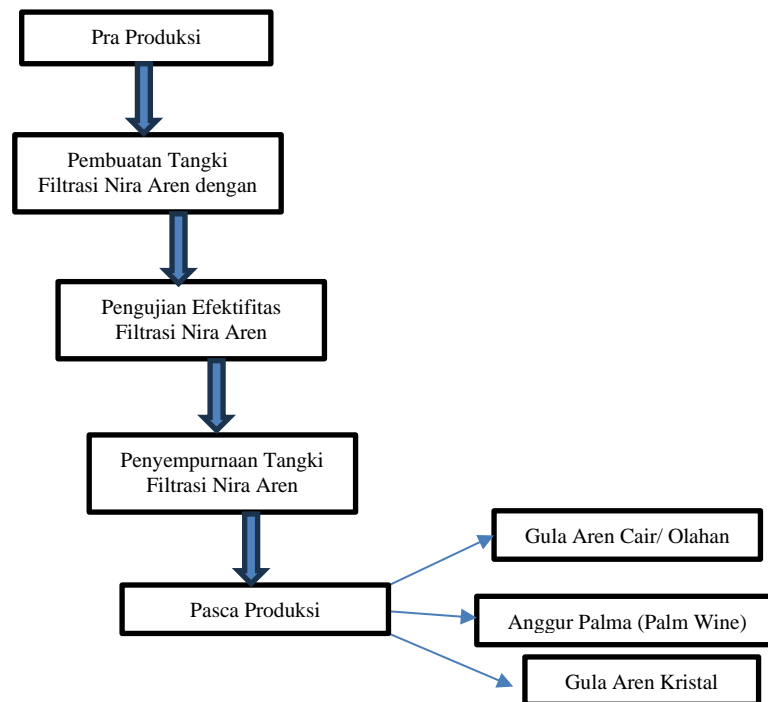 Pra Produksi
Pembuatan Tangki
Filtrasi Nira Aren dengan
Pengujian Efektifitas
Filtrasi Nira Aren
Penyempurnaan Tangki
Filtrasi Nira Aren
Pasca Produksi
Gula Aren Cair/ Olahan
Anggur Palma (Palm Wine)
Gula Aren Kristal